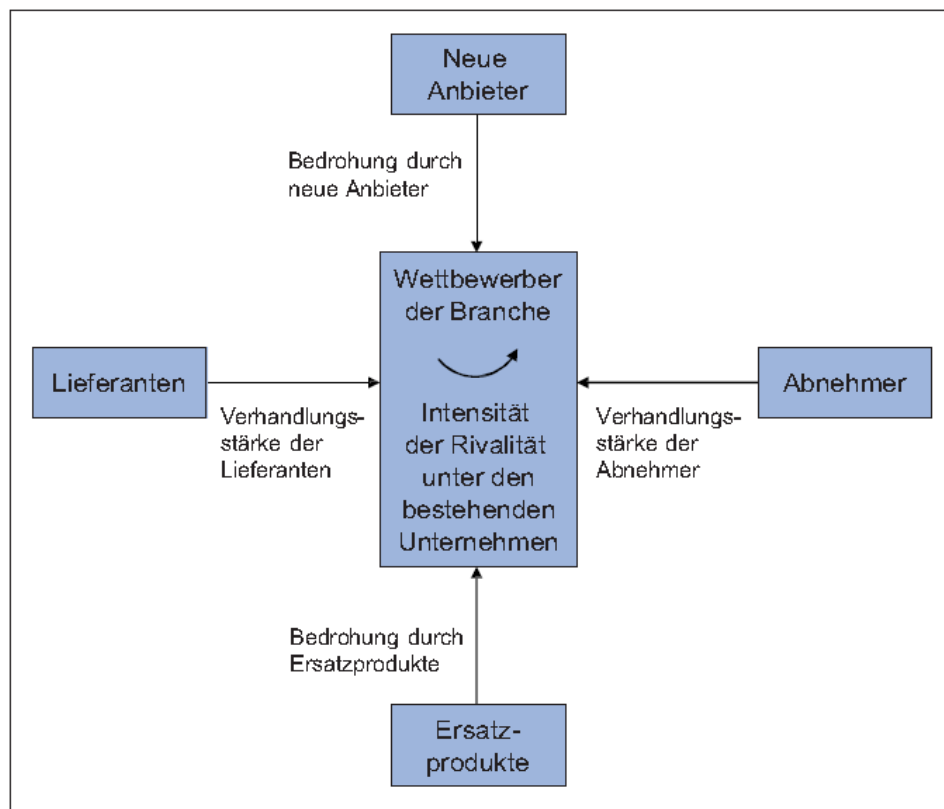 Neue
Anbieter
Bedrohung durch
neue Anbieter
Wettbewerber
der Branche
Lieferanten
Abnehmer
Verhandlungs-
stärke der
Lieferanten
Intensität
der Rivalität
unter den
bestehenden
Unternehmen
Verhandlungs-
stärke der
Abnehmer
Bedrohung durch
Ersatzprodukte
Ersatz-
produkte